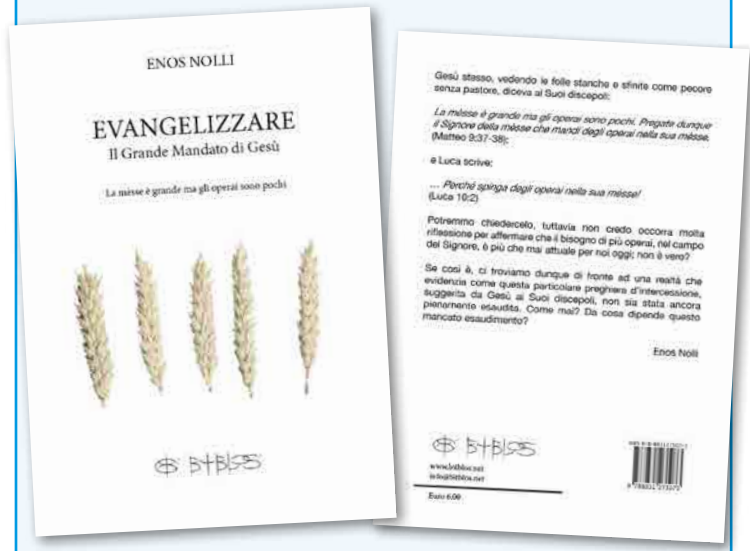 ENOS NOLLI
EVANGELIZZARE
Il Grande Mandato di Gesù
La mèsse è grande ma gli operai sono pochi
BTBLOS
Gesù stesso, vedendo le folle stanche e sfinite come pecore
senza pastore, diceva ai Suoi discepoli:
La mèsse è grande ma gli operai sono pochi. Pregate dunque
il Signore della mèsse che mandi degli operai nella sua mèsse.
(Matteo 9:37-38);
e Luca scrive:
... Perché spinga degli operai nella sua mèsse!
(Luca 10:2)
Potremmo chiedercelo, tuttavia non credo occorra molta
riflessione per affermare che il bisogno di più operai, nel campo
del Signore, è più che mai attuale per noi oggi; non è vero?
Se così è, ci troviamo dunque di fronte ad una realtà che
evidenzia come questa particolare preghiera d'intercessione,
suggerita da Gesù ai Suoi discepoli, non sia stata ancora
pienamente esaudita. Come mai? Da cosa dipende questo
mancato esaudimento?
Enos Nolli
BTBLOS
Euro 6.00